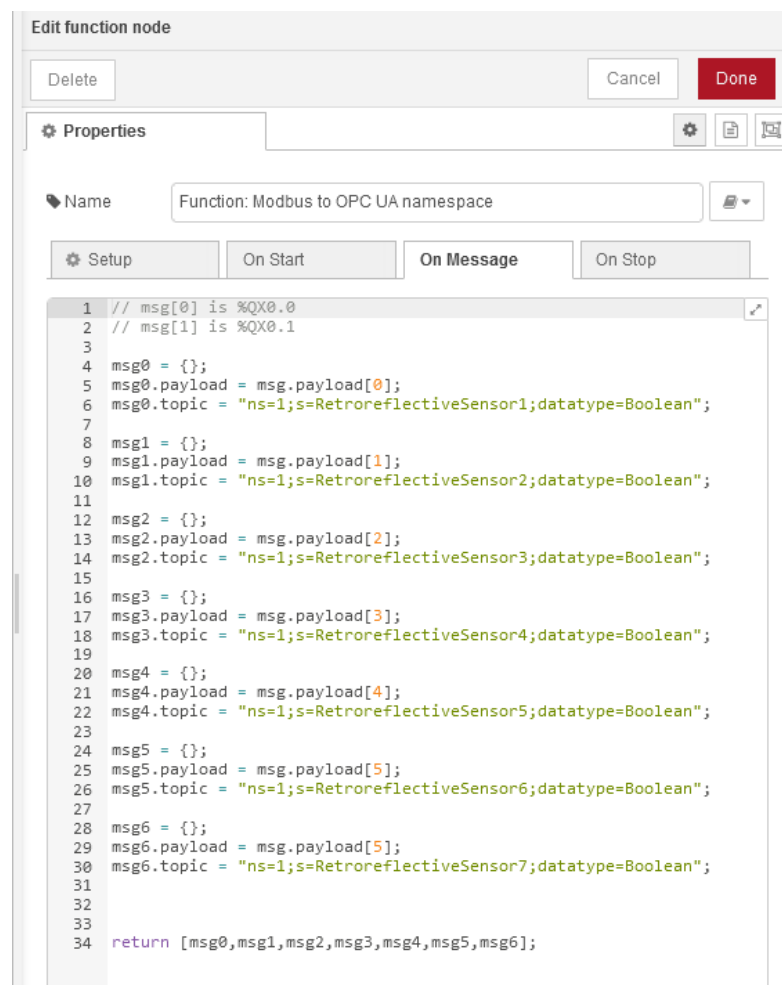 Edit function node
Delete
Cancel
Done
Properties
Name
Function: Modbus to OPC UA namespace
Setup
On Start
On Message
On Stop
1 // msg[0] is %QX0.0
2 // msg[1] is %QX0.1
3
4 msg0 = {};
5 msg0.payload = msg.payload[0];
6 msg0.topic = "ns=1;s=RetroreflectiveSensor1;datatype=Boolean";
7
8 msg1 = {};
9 msg1.payload = msg.payload[1];
10 msg1.topic = "ns=1;s=RetroreflectiveSensor2;datatype=Boolean";
11
12 msg2 = {};
13 msg2.payload = msg.payload[2];
14 msg2.topic = "ns=1;s=RetroreflectiveSensor3;datatype=Boolean";
15
16 msg3 = {};
17 msg3.payload = msg.payload[3];
18 msg3.topic = "ns=1;s=RetroreflectiveSensor4;datatype=Boolean";
19
20 msg4 = {};
21 msg4.payload = msg.payload[4];
22 msg4.topic = "ns=1;s=RetroreflectiveSensor5;datatype=Boolean";
23
24 msg5 = {};
25 msg5.payload = msg.payload[5];
26 msg5.topic = "ns=1;s=RetroreflectiveSensor6;datatype=Boolean";
27
28 msg6 = {};
29 msg6.payload = msg.payload[5];
30 msg6.topic = "ns=1;s=RetroreflectiveSensor7;datatype=Boolean";
31
32
33
34 return [msg0,msg1,msg2,msg3,msg4,msg5,msg6];